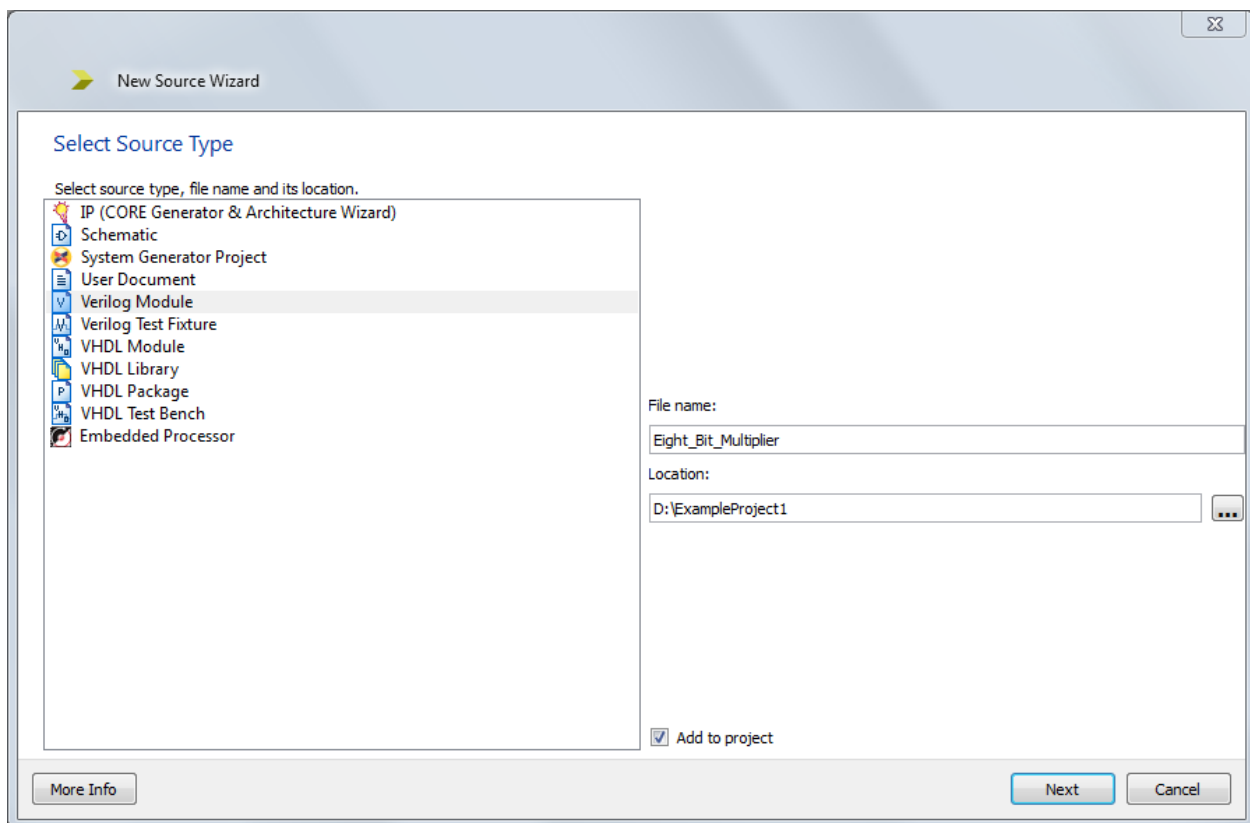 New Source Wizard
Select Source Type
Select source type, file name and its location.
IP (CORE Generator & Architecture Wizard)
Schematic
System Generator Project
User Document
Verilog Module
Verilog Test Fixture
VHDL Module
VHDL Library
VHDL Package
VHDL Test Bench
Embedded Processor
File name:
Eight_Bit_Multiplier
Location:
D:\ExampleProject1
...
Add to project
More Info
Next
Cancel